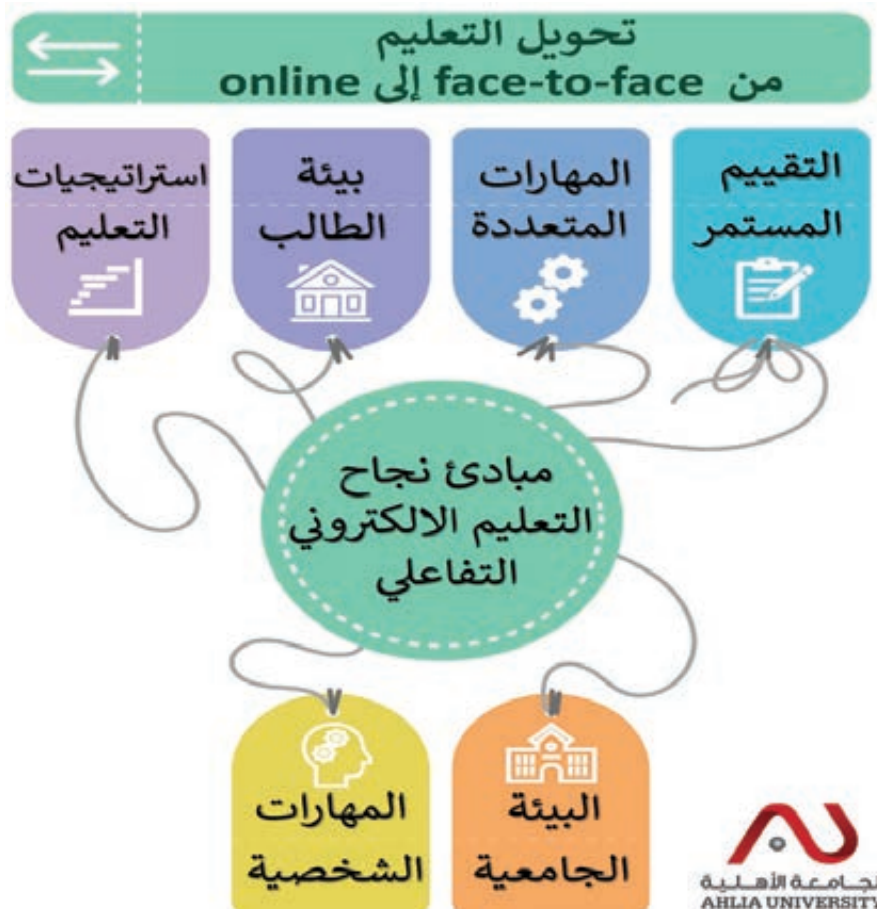 تحويل التعليم
من face-to-face إلى online
التقييم
المستمر
المهارات
المتعددة
بيئة
الطالب
استراتيجيات
التعليم
مبادئ نجاح
التعليم الالكتروني
التفاعلي
البيئة
الجامعية
المهارات
الشخصية
الجامعة الأهلية
AHLIA UNIVERSITY